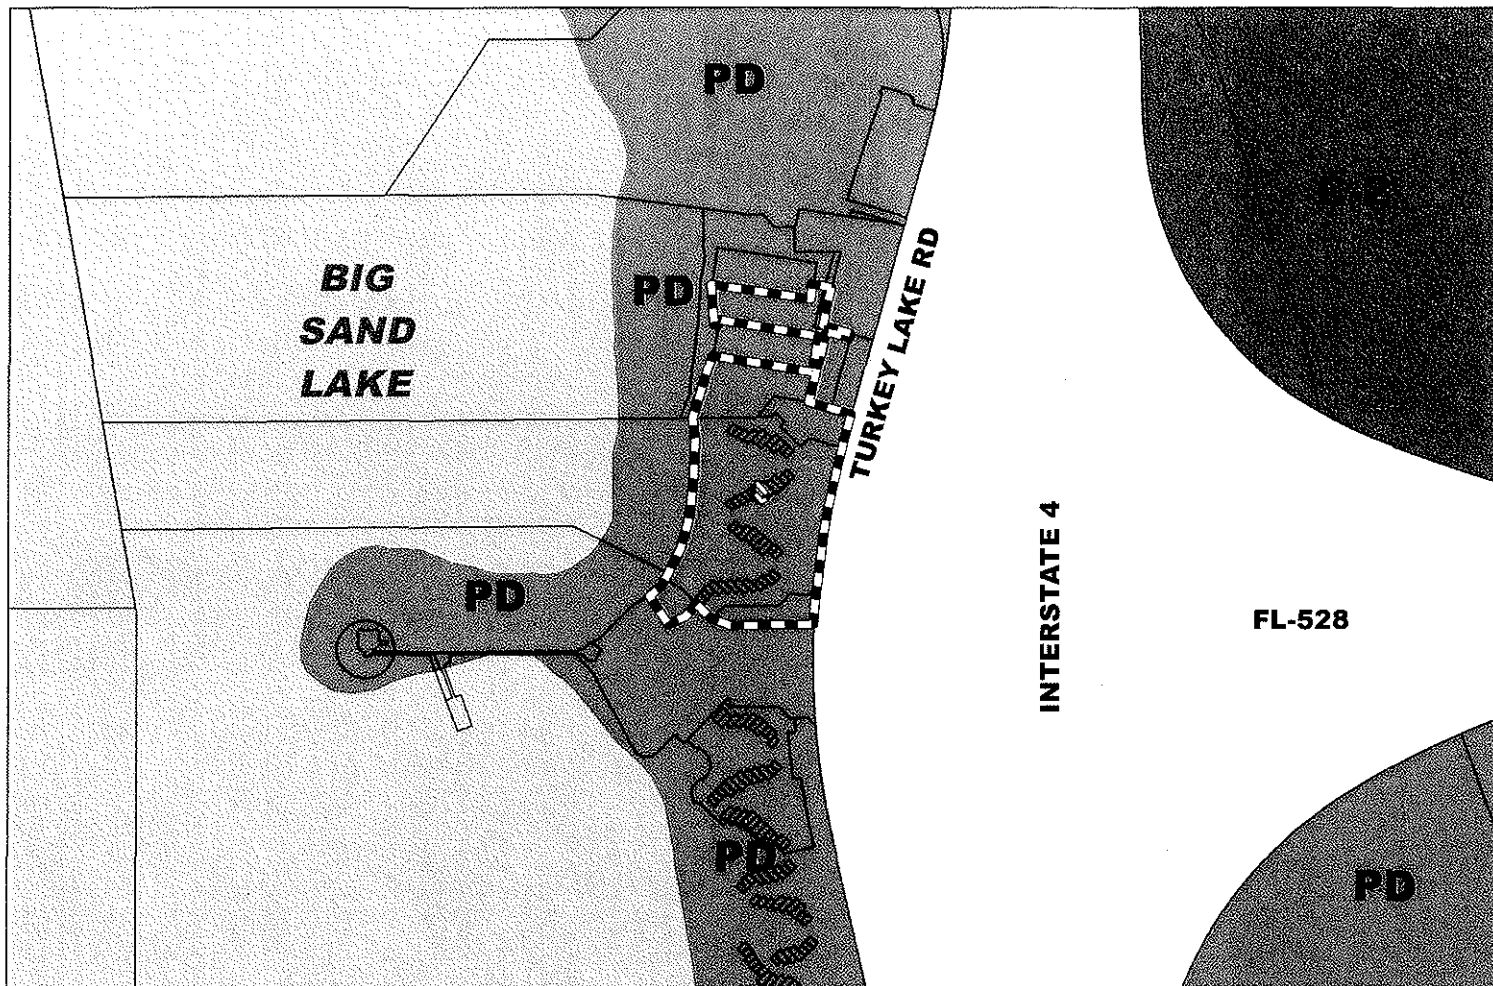 PD
BIG
SAND
LAKE
PD
TURKEY LAKE RD
PD
INTERSTATE 4
FL-528
PD
PD